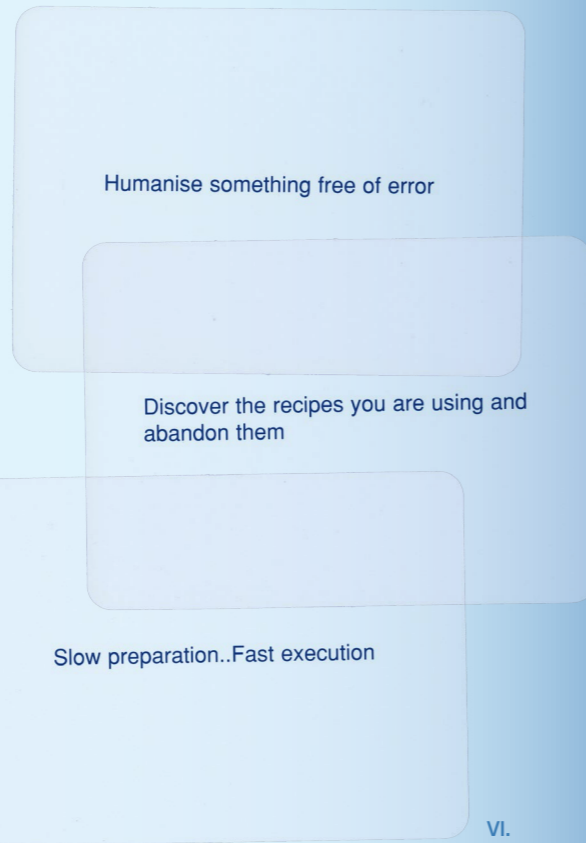 Humanise something free of error
Discover the recipes you are using and
abandon them
Slow preparation..Fast execution
VI.